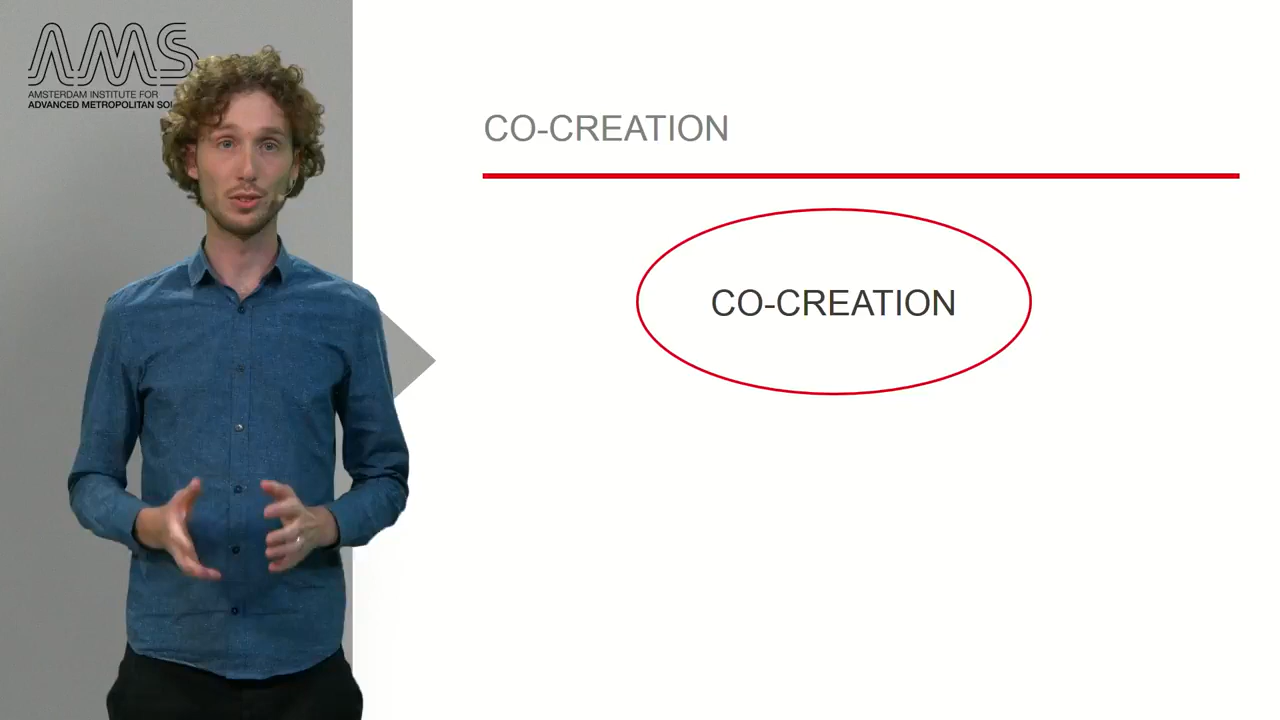 AMS
AMSTERDAM INSTITUTE FOR
ADVANCED METROPOLITAN
CO-CREATION
CO-CREATION